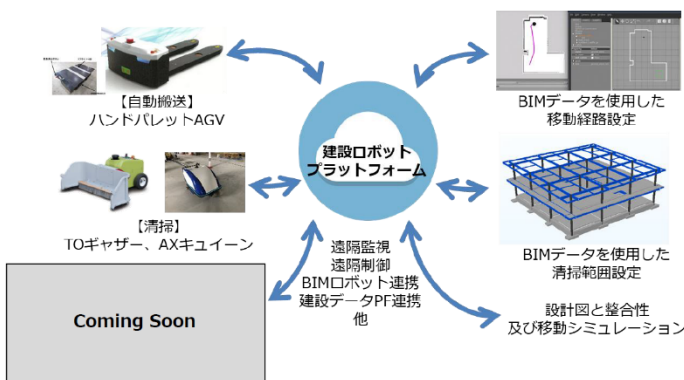 【自動搬送】
ハンドパレットAGV
BIMデータを使用した
移動経路設定
建設ロボット
プラットフォーム
【清掃】
TOギャザー、AXキュイーン
BIMデータを使用した
清掃範囲設定
遠隔監視
遠隔制御
BIMロボット連携
建設データPF連携
他
Coming Soon
設計図と整合性
及び移動シミュレーション